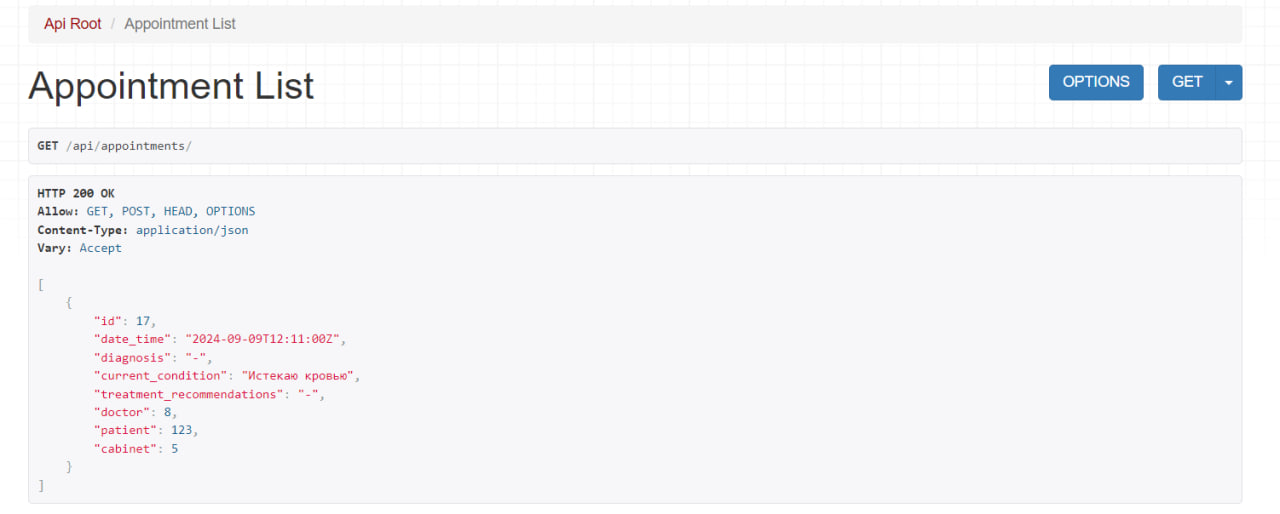 Api Root / Appointment List
Appointment List
OPTIONS
GET
GET /api/appointments/
HTTP 200 OK
Allow: GET, POST, HEAD, OPTIONS
Content-Type: application/json
Vary: Accept
[
    {
        "id": 17,
        "date_time": "2024-09-09T12:11:00Z",
        "diagnosis": "-",
        "current_condition": "Истекаю кровью",
        "treatment_recommendations": "-",
        "doctor": 8,
        "patient": 123,
        "cabinet": 5
    }
]